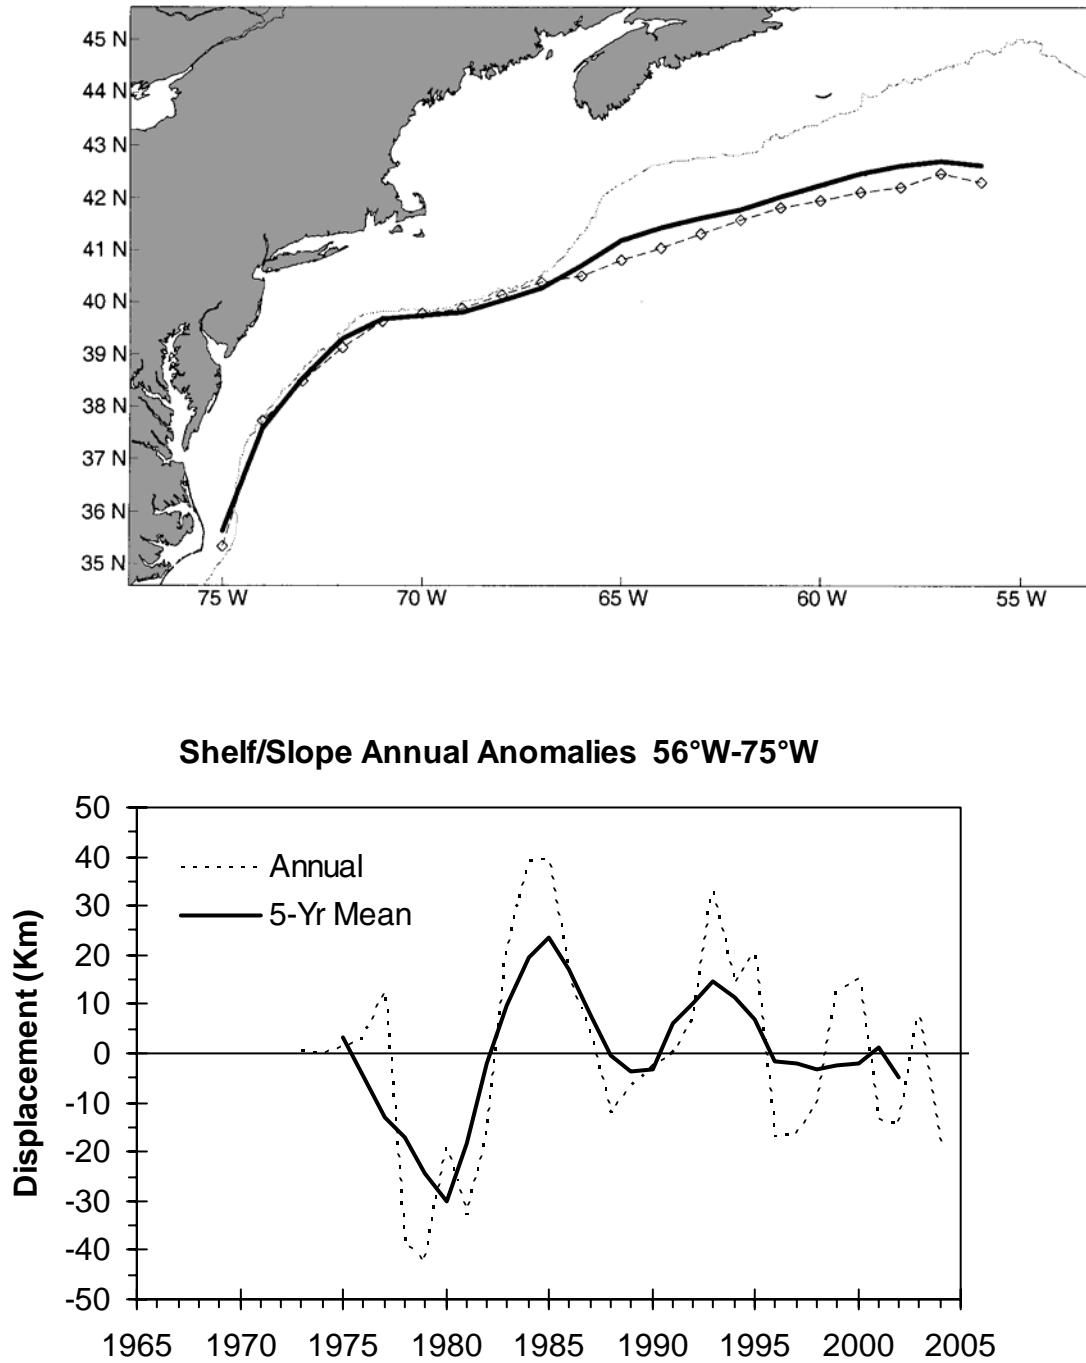 45 N
44 N
43 N
42 N
41 N
40 N
39 N
38 N
37 N
36 N
35 N
75 W 70 W 65 W 60 W 55 W
Shelf/Slope Annual Anomalies 56°W-75°W
Displacement (Km)
50
40
30
20
10
0
-10
-20
-30
-40
-50
Annual
5-Yr Mean
1965 1970 1975 1980 1985 1990 1995 2000 2005